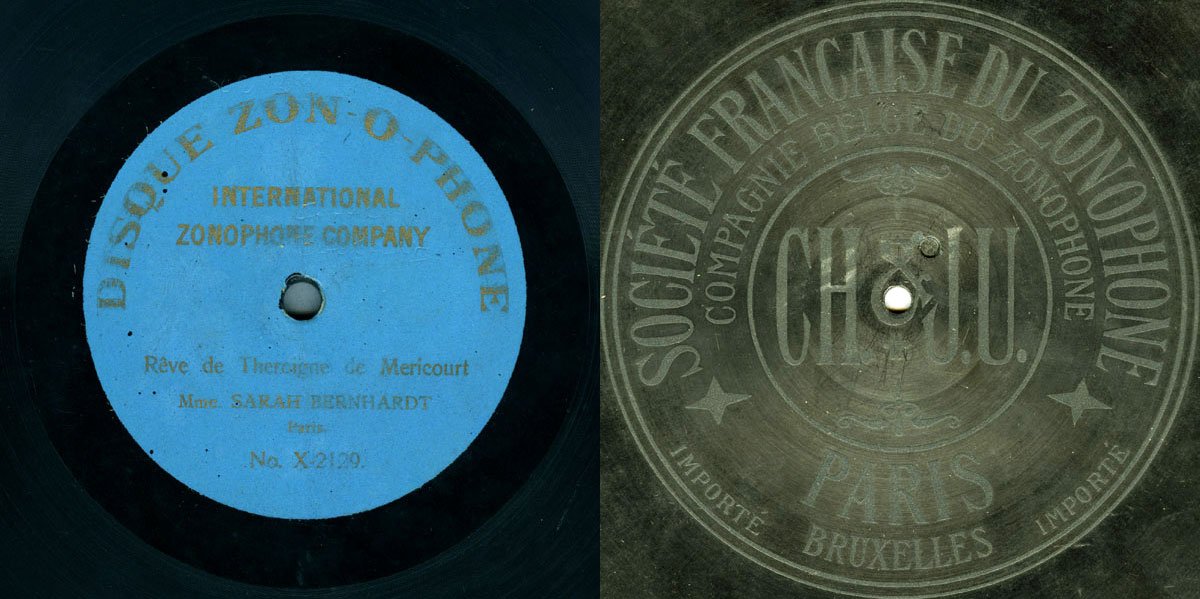 DISQUE ZON-O-PHONE
INTERNATIONAL
ZONOPHONE COMPANY
Rêve de Theroigne de Mericourt
Mme. SARAH BERNHARDT
Paris.
No. X-2129.
SOCIÉTÉ FRANÇAISE DU ZONOPHONE
COMPAGNIE BELGE DU ZONOPHONE
CH & J.U.
PARIS
IMPORTÉ BRUXELLES IMPORTÉ